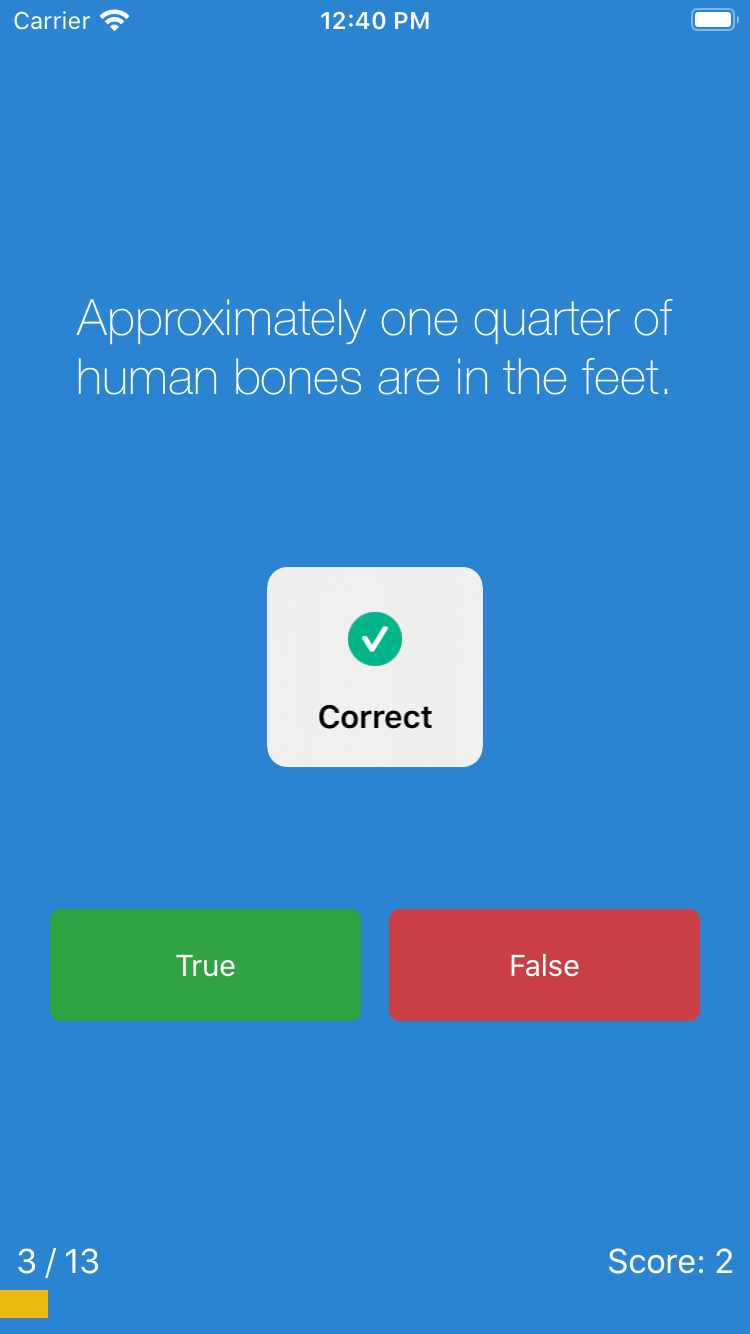 Carrier 12:40 PM
Approximately one quarter of
human bones are in the feet.
Correct
True False
3 / 13 Score: 2